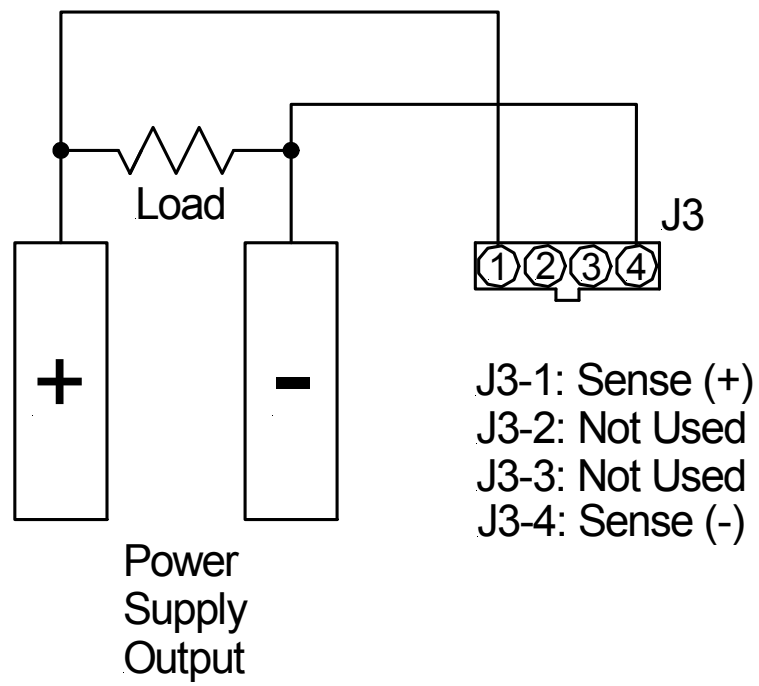 Load
J3
1 2 3 4
+ -
J3-1: Sense (+)
J3-2: Not Used
J3-3: Not Used
J3-4: Sense (-)
Power
Supply
Output